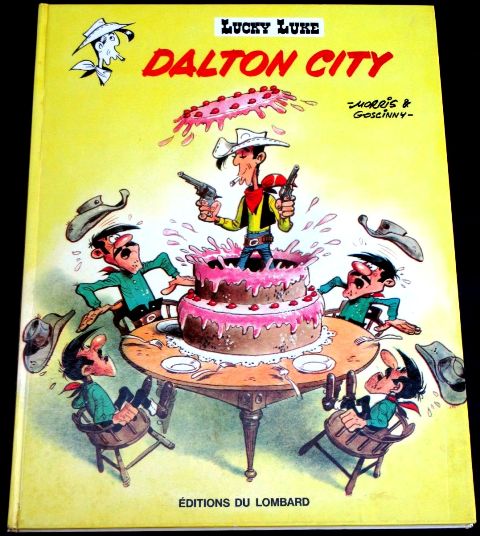 LUCKY LUKE
DALTON CITY
-MORRIS &
GOSCINNY-
ÉDITIONS DU LOMBARD